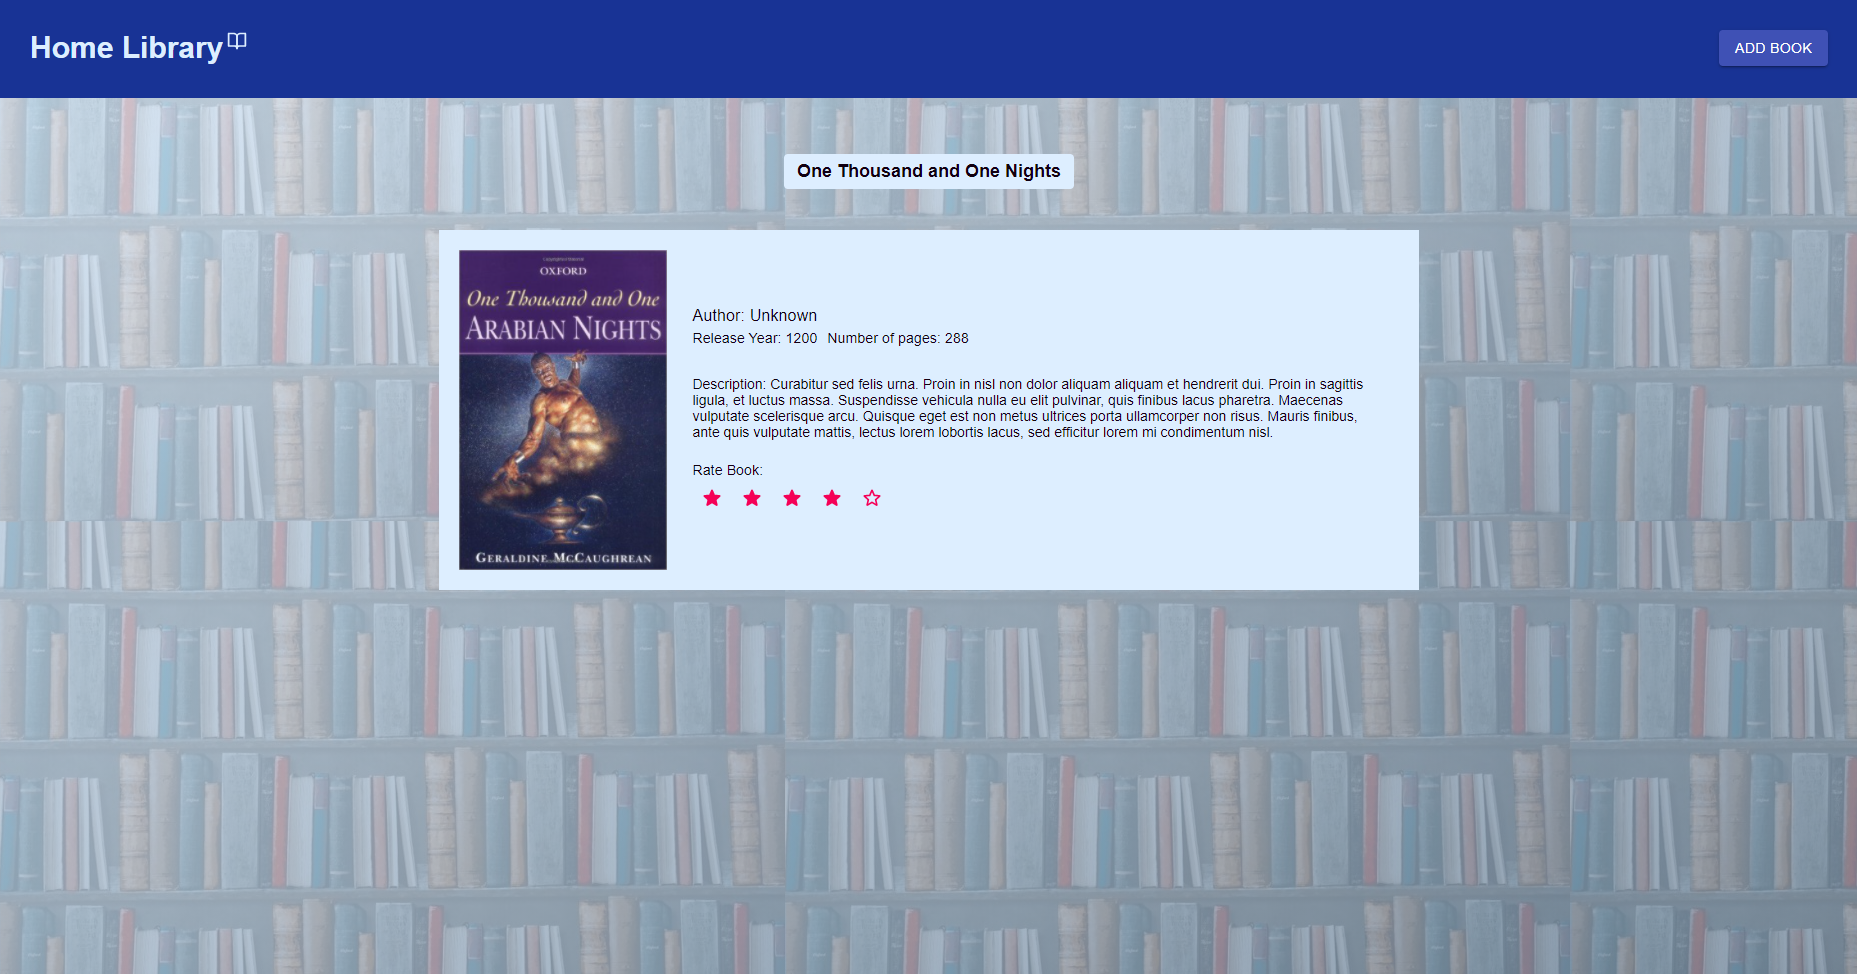 Home Library
ADD BOOK
One Thousand and One Nights
OXFORD
One Thousand and One
ARABIAN NIGHTS
GERALDINE MCCAUGHREAN
Author: Unknown
Release Year: 1200 Number of pages: 288
Description: Curabitur sed felis urna. Proin in nisl non dolor aliquam aliquam et hendrerit dui. Proin in sagittis
ligula, et luctus massa. Suspendisse vehicula nulla eu elit pulvinar, quis finibus lacus pharetra. Maecenas
vulputate scelerisque arcu. Quisque eget est non metus ultrices porta ullamcorper non risus. Mauris finibus,
ante quis vulputate mattis, lectus lorem lobortis lacus, sed efficitur lorem mi condimentum nisl.
Rate Book: